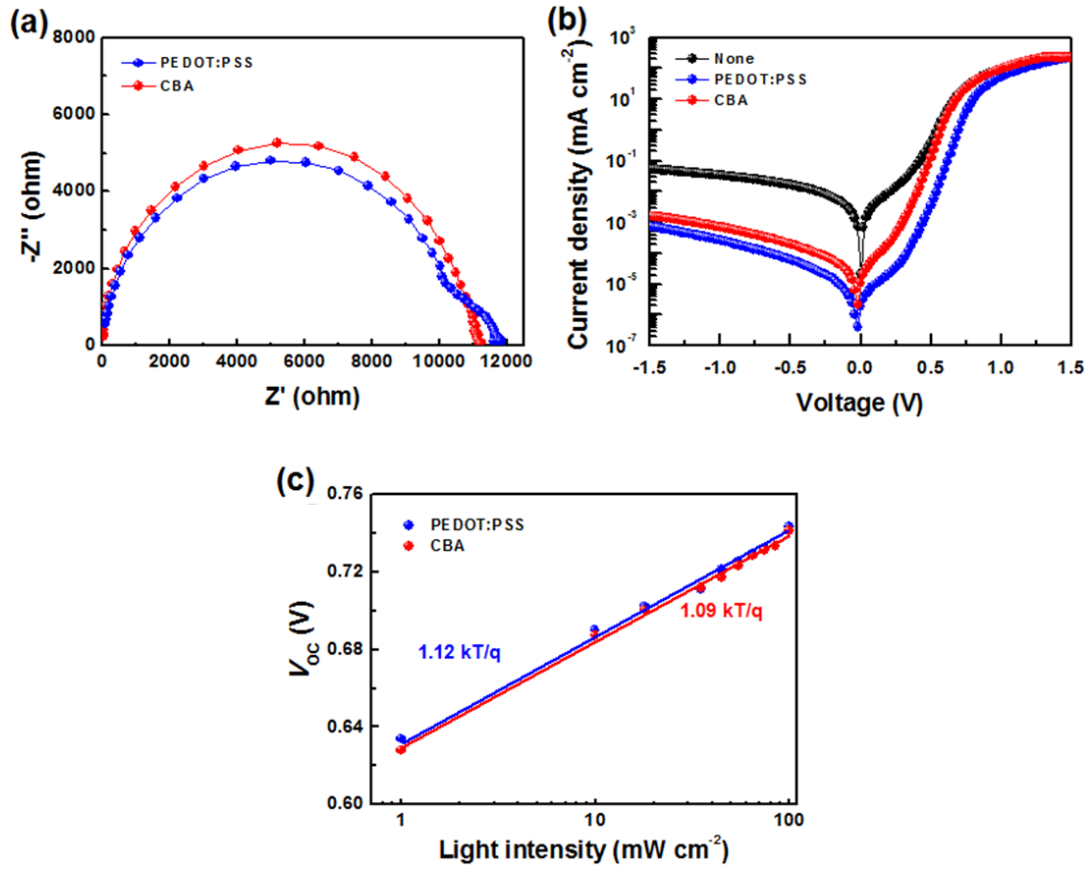 (a)
8000
6000
4000
2000
0
-Z'' (ohm)
PEDOT:PSS
CBA
0 2000 4000 6000 8000 10000 12000
Z' (ohm)
(b)
10³
10¹
10⁻¹
10⁻³
10⁻⁵
10⁻⁷
Current density (mA cm⁻²)
None
PEDOT:PSS
CBA
-1.5 -1.0 -0.5 0.0 0.5 1.0 1.5
Voltage (V)
(c)
0.76
0.72
0.68
0.64
0.60
V_OC (V)
PEDOT:PSS
CBA
1.09 kT/q
1.12 kT/q
1 10 100
Light intensity (mW cm⁻²)